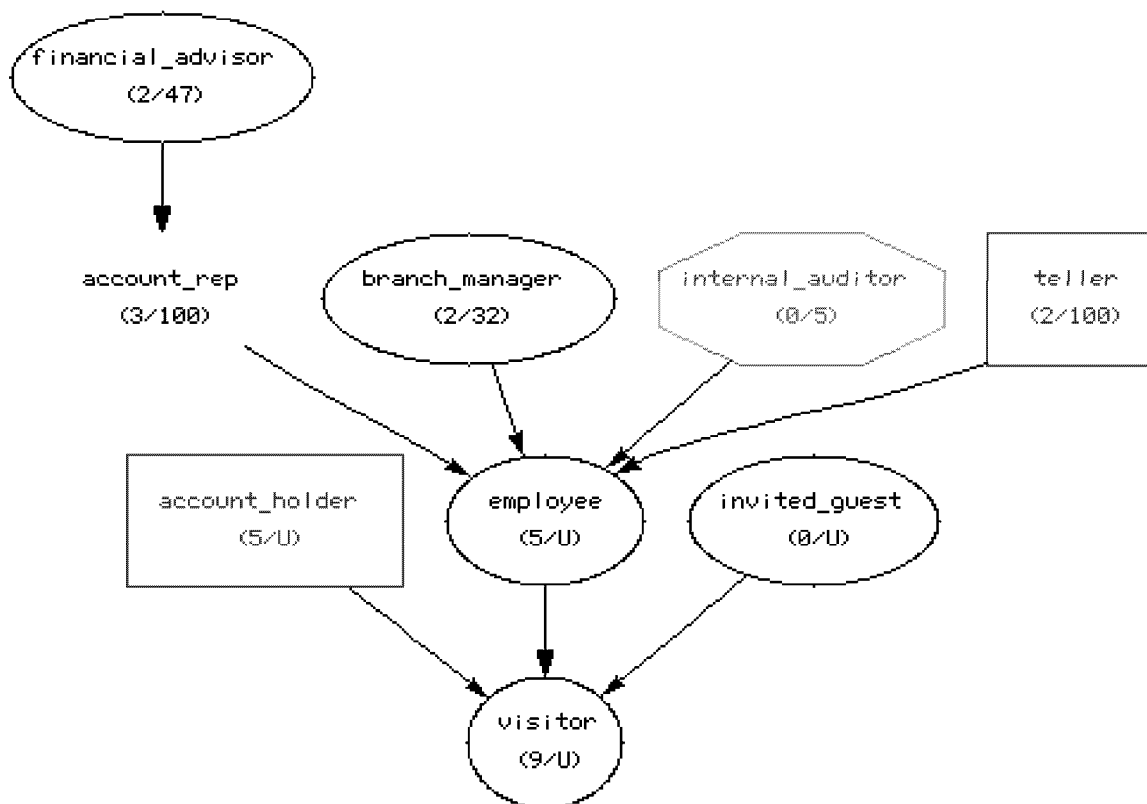 financial_advisor
(2/47)
account_rep
(3/100)
branch_manager
(2/32)
internal_auditor
(0/5)
teller
(2/100)
account_holder
(5/U)
employee
(5/U)
invited_guest
(0/U)
visitor
(9/U)